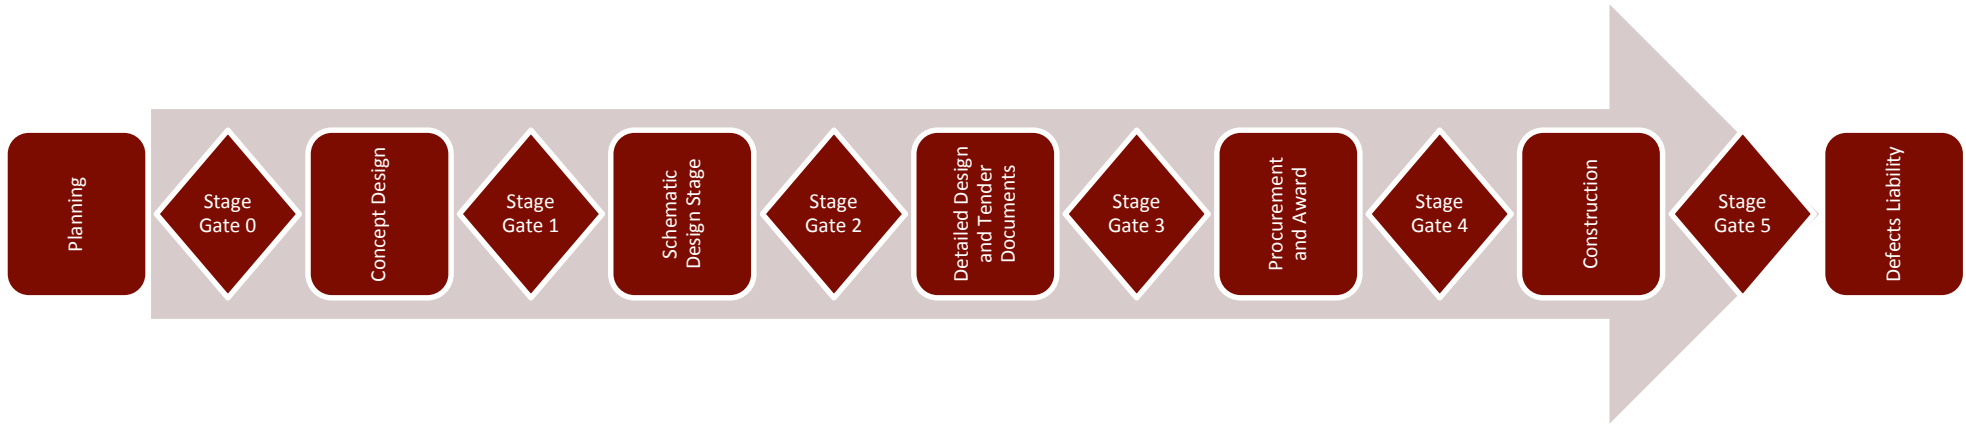 Planning
Stage
Gate 0
Concept Design
Stage
Gate 1
Schematic
Design Stage
Stage
Gate 2
Detailed Design
and Tender
Documents
Stage
Gate 3
Procurement
and Award
Stage
Gate 4
Construction
Stage
Gate 5
Defects Liability